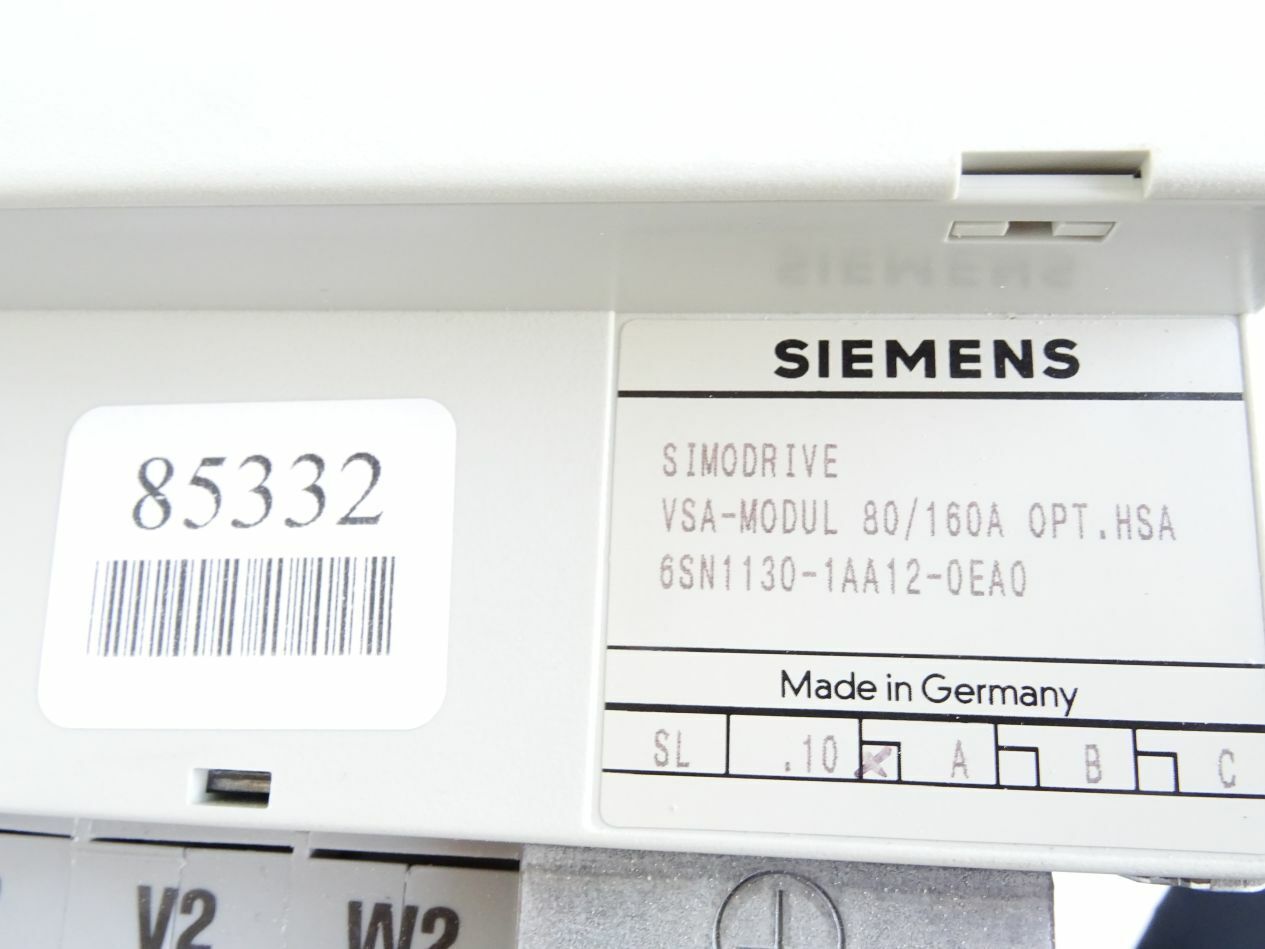 SIEMENS
85332
SIMODRIVE
VSA-MODUL 80/160A OPT.HSA
6SN1130-1AA12-0EA0
Made in Germany
SL .10 A B C
V2 W2